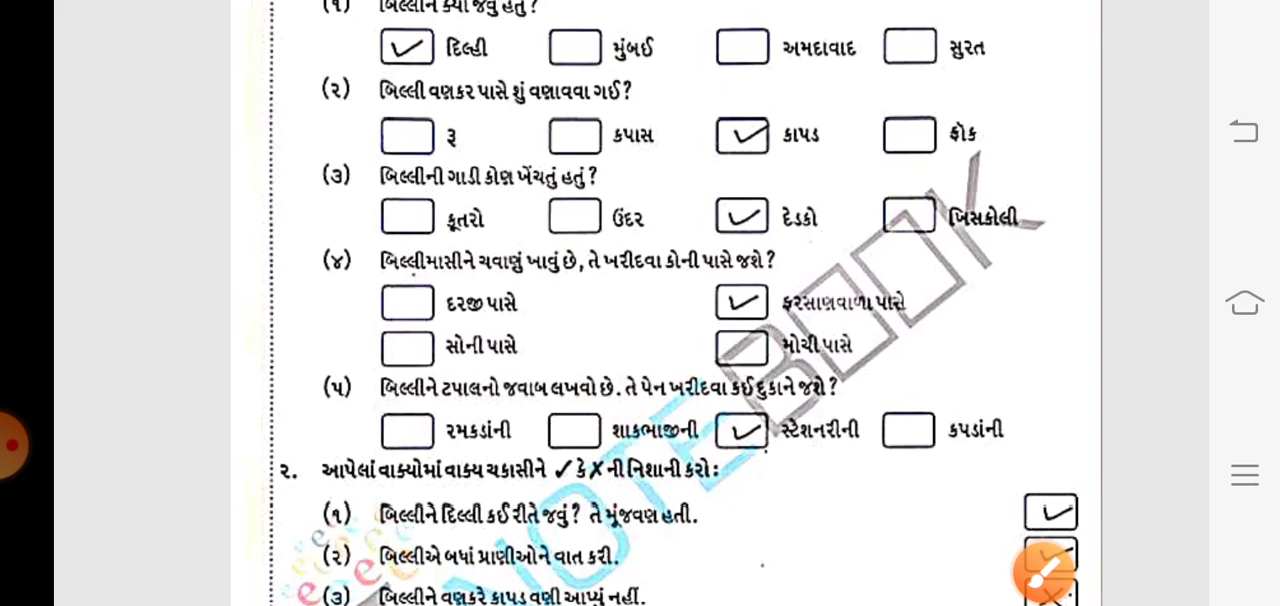 (૧) બિલ્લીને ક્યાં જવું હતું?
✓ દિલ્હી મુંબઈ અમદાવાદ સુરત
(૨) બિલ્લી વણકર પાસે શું વણાવવા ગઈ?
રૂ કપાસ ✓ કાપડ ફ્રોક
(૩) બિલ્લીની ગાડી કોણ ખેંચતું હતું?
કૂતરો ઉંદર ✓ દેડકો ખિસકોલી
(૪) બિલ્લીમાસીને ચવાણું ખાવું છે, તે ખરીદવા કોની પાસે જશે?
દરજી પાસે ✓ ફરસાણવાળા પાસે
સોની પાસે મોચી પાસે
(૫) બિલ્લીને ટપાલનો જવાબ લખવો છે. તે પેન ખરીદવા કઈ દુકાને જશે?
રમકડાંની શાકભાજીની ✓ સ્ટેશનરીની કપડાંની
૨. આપેલાં વાક્યોમાં વાક્ય ચકાસીને ✓ કે ✗ ની નિશાની કરો:
(૧) બિલ્લીને દિલ્લી કઈ રીતે જવું? તે મૂંજવણ હતી. ✓
(૨) બિલ્લીએ બધાં પ્રાણીઓને વાત કરી. ✓
(૩) બિલ્લીને વણકરે કાપડ વણી આપ્યું નહીં. ✗
NOTEBOOK